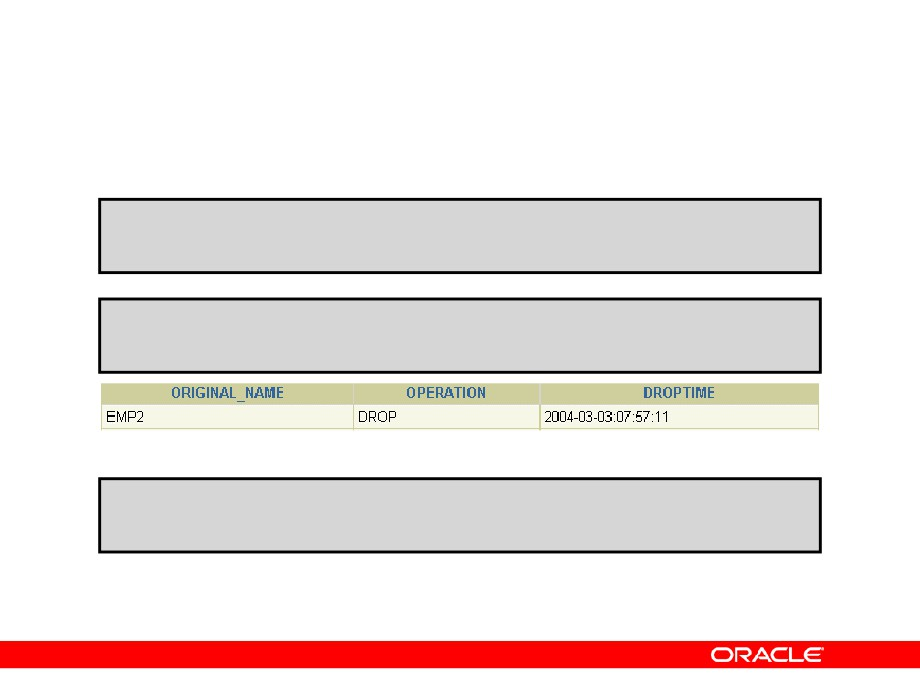 ORIGINAL_NAME OPERATION DROPTIME
EMP2 DROP 2004-03-03:07:57:11
ORACLE